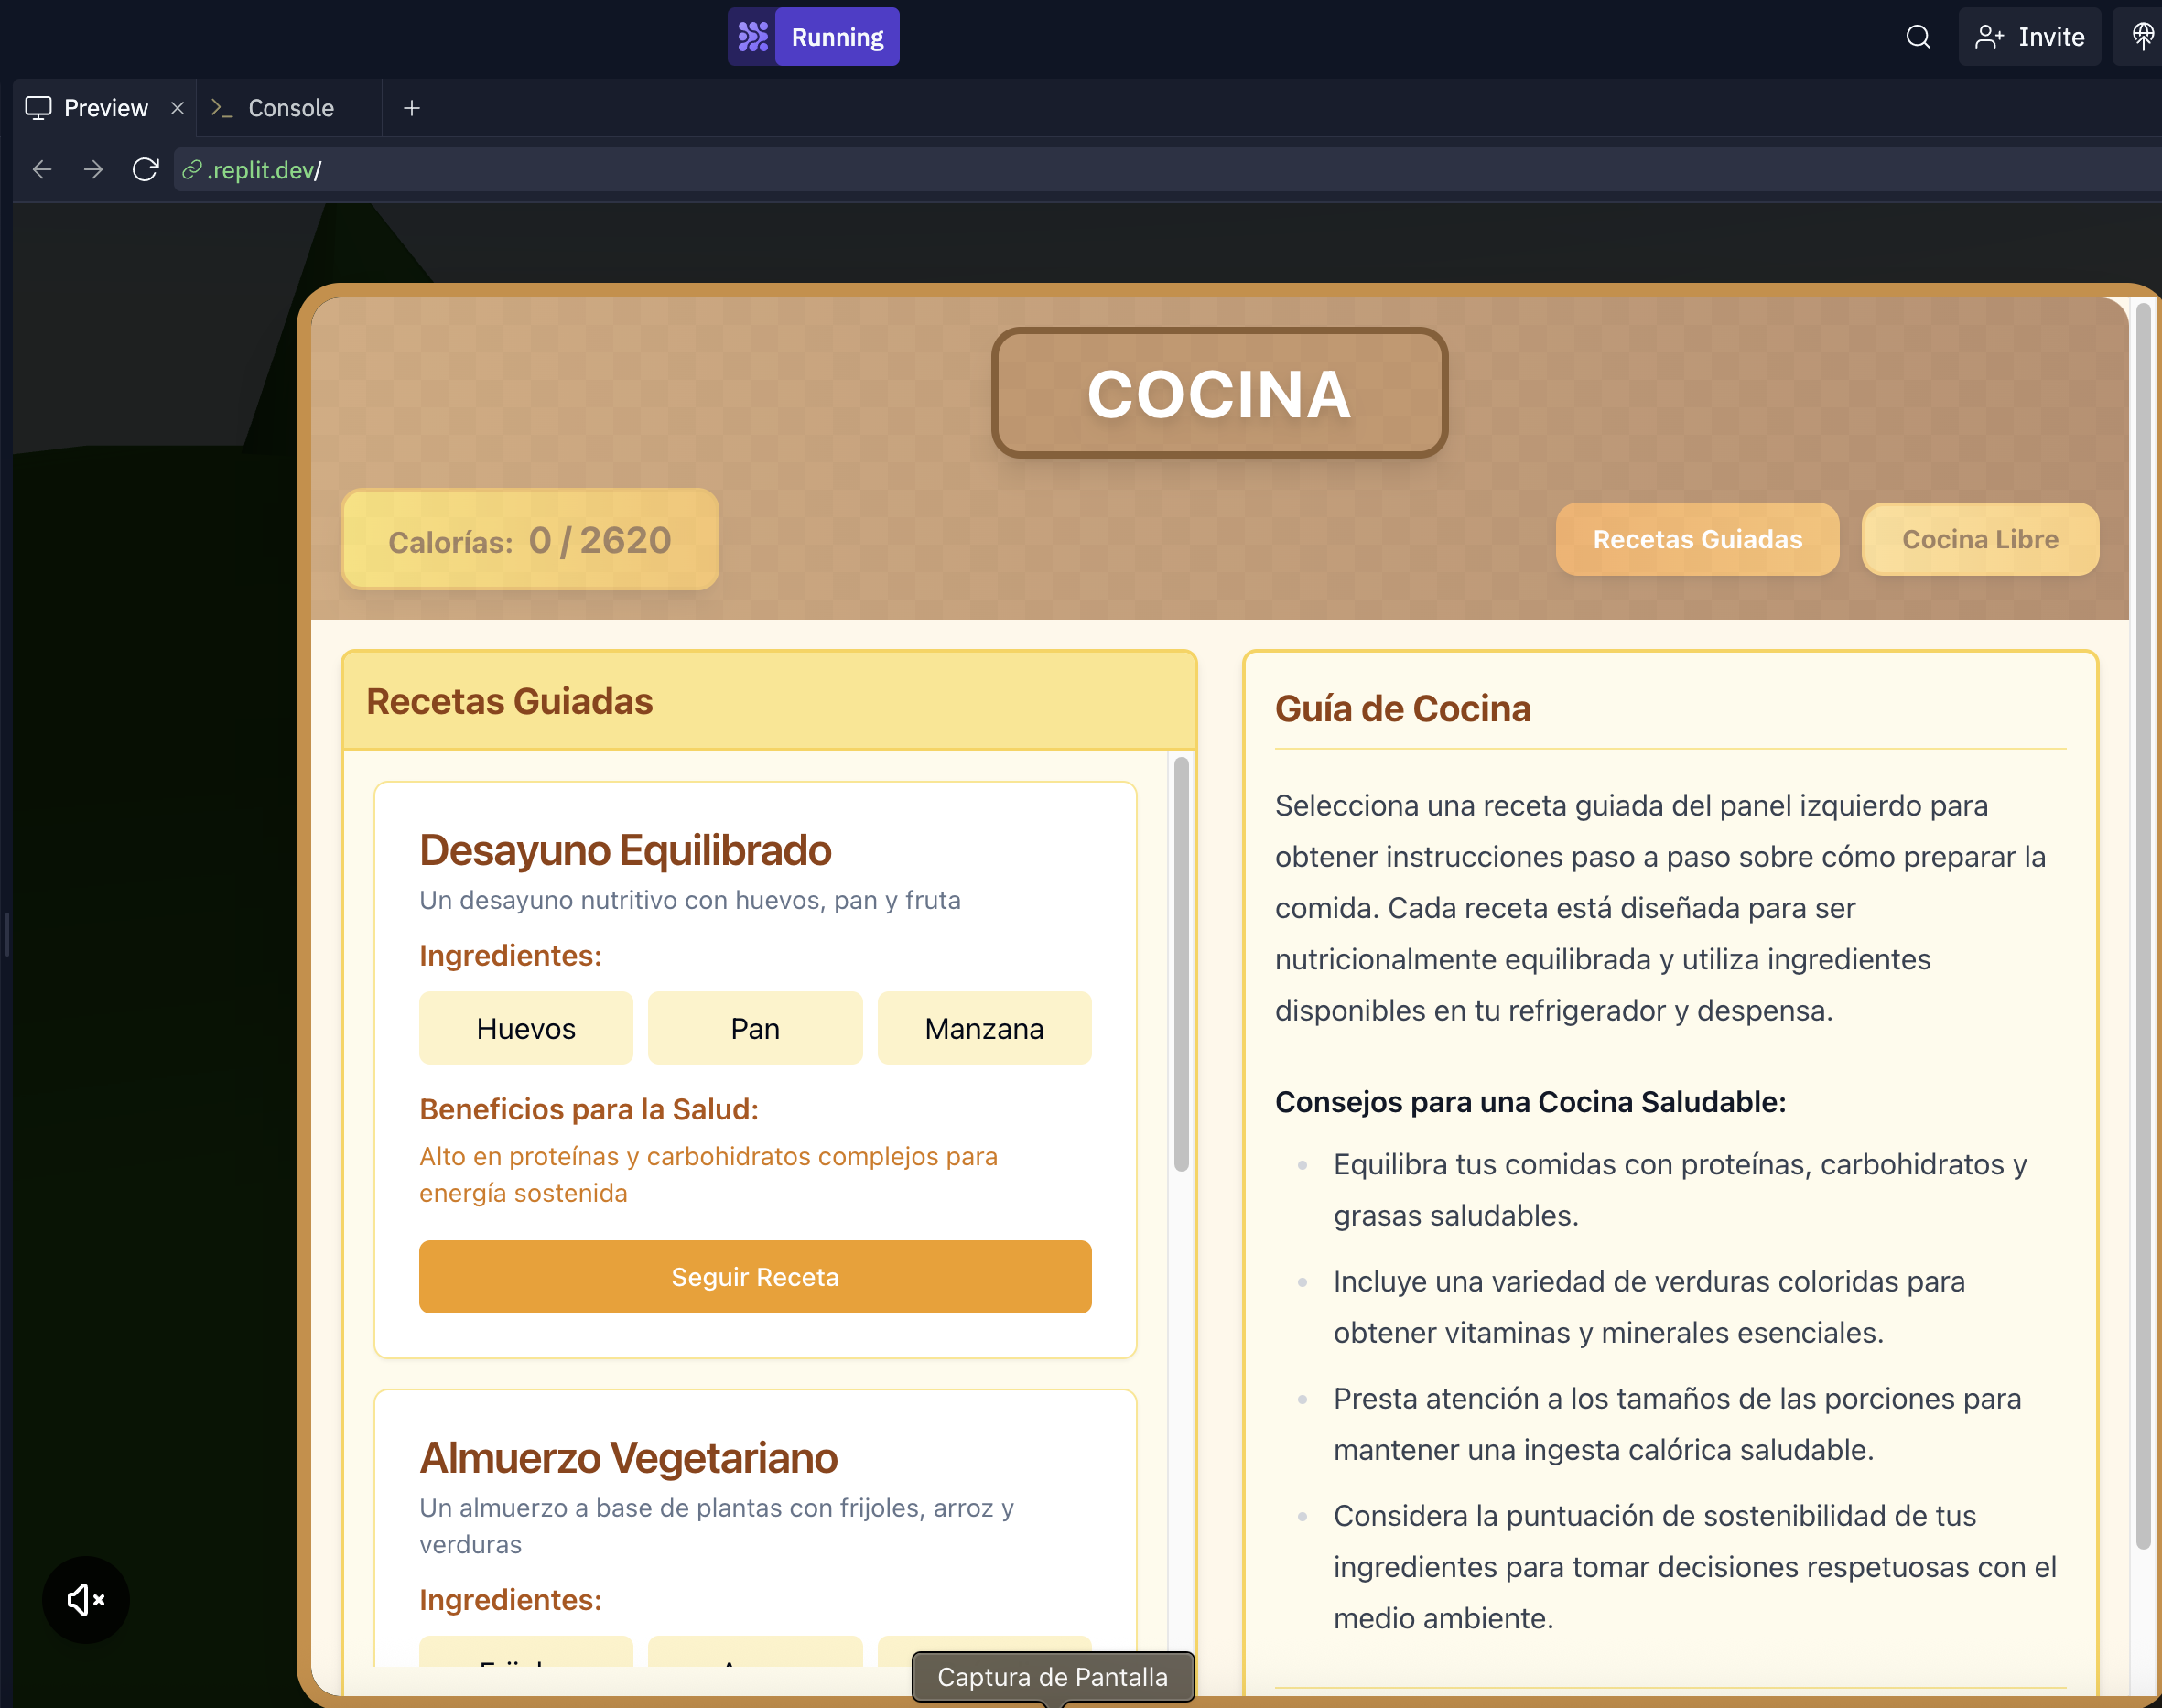 Running
Invite
Preview
Console
.replit.dev/
COCINA
Calorías: 0 / 2620
Recetas Guiadas
Cocina Libre
Recetas Guiadas
Desayuno Equilibrado
Un desayuno nutritivo con huevos, pan y fruta
Ingredientes:
Huevos
Pan
Manzana
Beneficios para la Salud:
Alto en proteínas y carbohidratos complejos para
energía sostenida
Seguir Receta
Almuerzo Vegetariano
Un almuerzo a base de plantas con frijoles, arroz y
verduras
Ingredientes:
Guía de Cocina
Selecciona una receta guiada del panel izquierdo para
obtener instrucciones paso a paso sobre cómo preparar la
comida. Cada receta está diseñada para ser
nutricionalmente equilibrada y utiliza ingredientes
disponibles en tu refrigerador y despensa.
Consejos para una Cocina Saludable:
Equilibra tus comidas con proteínas, carbohidratos y
grasas saludables.
Incluye una variedad de verduras coloridas para
obtener vitaminas y minerales esenciales.
Presta atención a los tamaños de las porciones para
mantener una ingesta calórica saludable.
Considera la puntuación de sostenibilidad de tus
ingredientes para tomar decisiones respetuosas con el
medio ambiente.
Captura de Pantalla